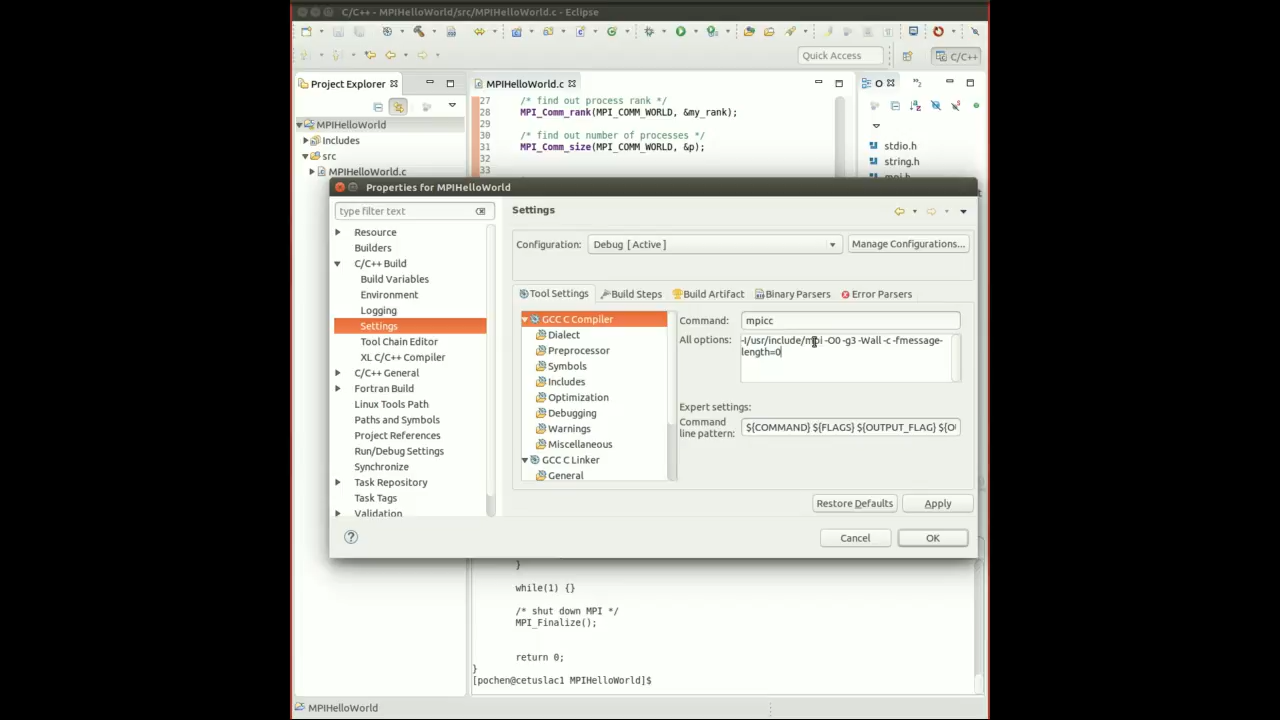 C/C++ - MPIHelloWorld/src/MPIHelloWorld.c - Eclipse
Quick Access
C/C++
Project Explorer
MPIHelloWorld
Includes
src
MPIHelloWorld.c
MPIHelloWorld.c
27 /* find out process rank */
28 MPI_Comm_rank(MPI_COMM_WORLD, &my_rank);
29
30 /* find out number of processes */
31 MPI_Comm_size(MPI_COMM_WORLD, &p);
32
33
O
stdio.h
string.h
mpi.h
Properties for MPIHelloWorld
type filter text
Resource
Builders
C/C++ Build
Build Variables
Environment
Logging
Settings
Tool Chain Editor
XL C/C++ Compiler
C/C++ General
Fortran Build
Linux Tools Path
Paths and Symbols
Project References
Run/Debug Settings
Synchronize
Task Repository
Task Tags
Validation
Settings
Configuration: Debug [ Active ]
Manage Configurations...
Tool Settings
Build Steps
Build Artifact
Binary Parsers
Error Parsers
GCC C Compiler
Dialect
Preprocessor
Symbols
Includes
Optimization
Debugging
Warnings
Miscellaneous
GCC C Linker
General
Command: mpicc
All options: -I/usr/include/mpi -O0 -g3 -Wall -c -fmessage-
length=0
Expert settings:
Command
line pattern: ${COMMAND} ${FLAGS} ${OUTPUT_FLAG} ${O
Restore Defaults
Apply
Cancel
OK
}
while(1) {}
/* shut down MPI */
MPI_Finalize();
return 0;
}
[pochen@cetuslac1 MPIHelloWorld]$
MPIHelloWorld